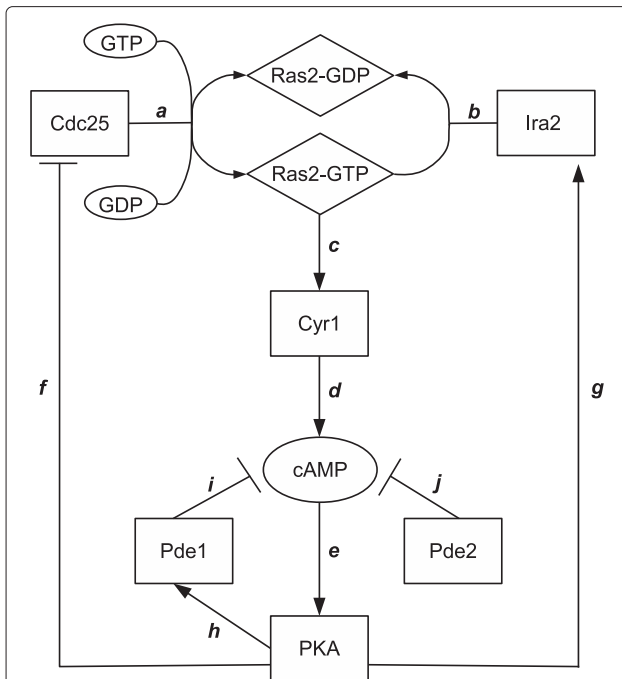 GTP
Ras2-GDP
Cdc25
a
b
Ira2
Ras2-GTP
GDP
c
Cyr1
f
d
g
cAMP
i
j
Pde1
e
Pde2
h
PKA